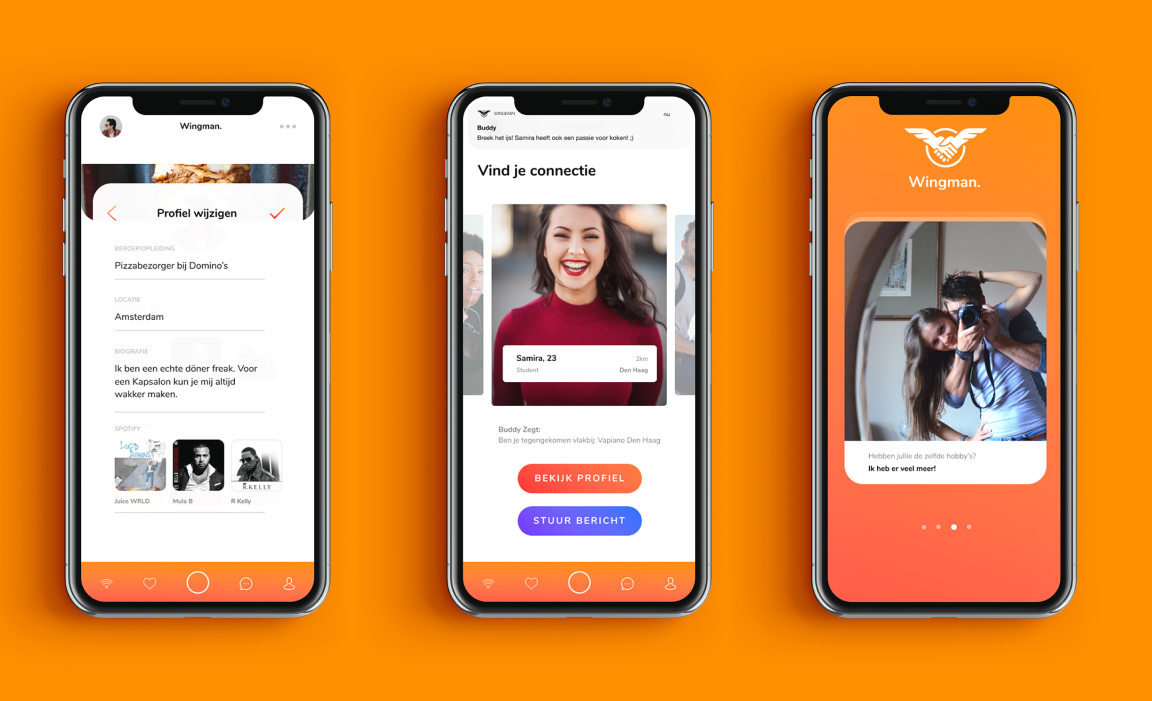 Wingman.
Profiel wijzigen
BEROEP/OPLEIDING
Pizzabezorger bij Domino's
LOCATIE
Amsterdam
BIOGRAFIE
Ik ben een echte döner freak. Voor
een Kapsalon kun je mij altijd
wakker maken.
SPOTIFY
LUCID DREAMS
R.KELLY
Juice WRLD
Mula B
R Kelly
WINGMAN
nu
Buddy
Breek het ijs! Samira heeft ook een passie voor koken! ;)
Vind je connectie
Samira, 23
2km
Student
Den Haag
Buddy Zegt:
Ben je tegengekomen vlakbij: Vapiano Den Haag
BEKIJK PROFIEL
STUUR BERICHT
Wingman.
Hebben jullie de zelfde hobby's?
Ik heb er veel meer!